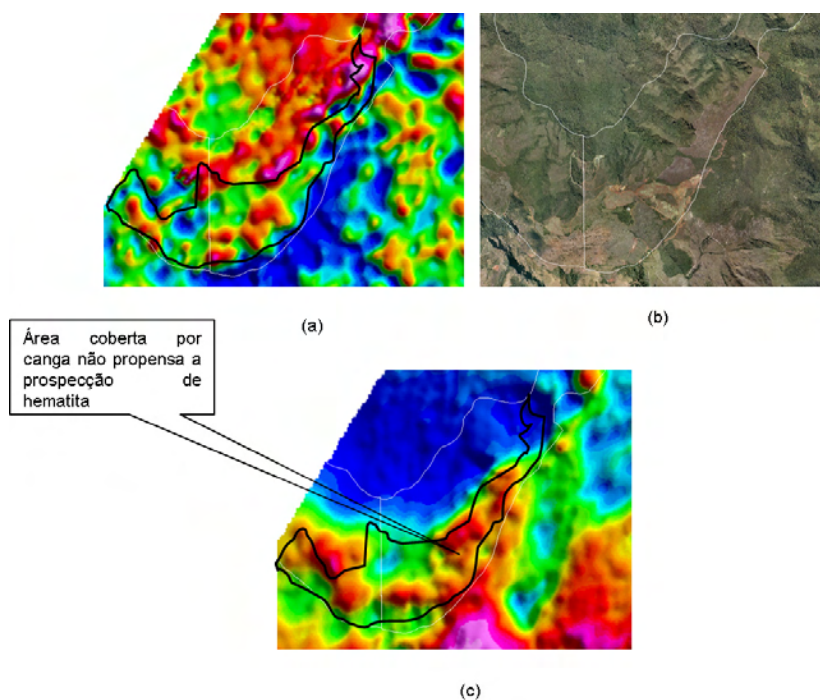 (a)
(b)
Área coberta por
canga não propensa a
prospecção de
hematita
(c)